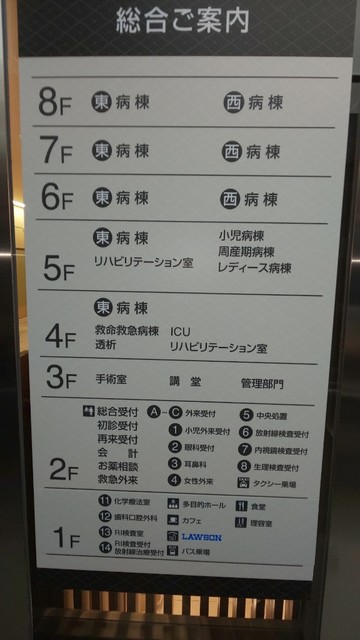 総合ご案内
8F 東 病棟 西 病棟
7F 東 病棟 西 病棟
6F 東 病棟 西 病棟
5F 東 病棟 小児病棟
周産期病棟
リハビリテーション室 レディース病棟
4F 東 病棟
救命救急病棟 ICU
透析 リハビリテーション室
3F 手術室 講堂 管理部門
2F 総合受付 A~C 外来受付 5 中央処置
初診受付 1 小児外来受付 6 放射線検査受付
再来受付 2 眼科受付 7 内視鏡検査受付
会計 3 耳鼻科 8 生理検査受付
お薬相談 4 女性外来 タクシー乗場
救急外来
1F 11 化学療法室 多目的ホール 食堂
12 歯科口腔外科 カフェ 理容室
13 RI検査室 LAWSON
14 RI検査受付 バス乗場
放射線治療受付